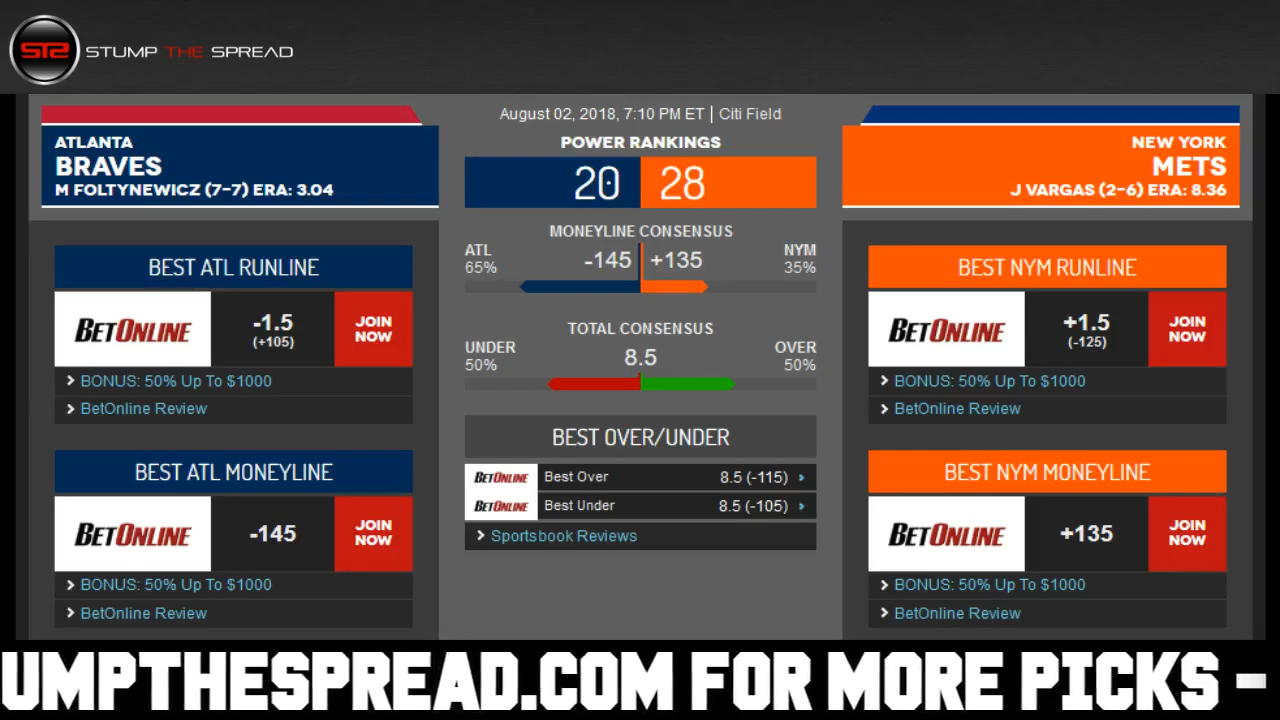 STS STUMP THE SPREAD
August 02, 2018, 7:10 PM ET | Citi Field
ATLANTA
BRAVES
M FOLTYNEWICZ (7-7) ERA: 3.04
POWER RANKINGS
20 28
NEW YORK
METS
J VARGAS (2-6) ERA: 8.36
BEST ATL RUNLINE
BETONLINE
-1.5
(+105)
JOIN
NOW
BONUS: 50% Up To $1000
BetOnline Review
BEST ATL MONEYLINE
BETONLINE
-145
JOIN
NOW
BONUS: 50% Up To $1000
BetOnline Review
MONEYLINE CONSENSUS
ATL
65%
-145 +135
NYM
35%
TOTAL CONSENSUS
UNDER
50%
8.5
OVER
50%
BEST OVER/UNDER
BETONLINE Best Over 8.5 (-115)
BETONLINE Best Under 8.5 (-105)
Sportsbook Reviews
BEST NYM RUNLINE
BETONLINE
+1.5
(-125)
JOIN
NOW
BONUS: 50% Up To $1000
BetOnline Review
BEST NYM MONEYLINE
BETONLINE
+135
JOIN
NOW
BONUS: 50% Up To $1000
BetOnline Review
UMPTHESPREAD.COM FOR MORE PICKS -